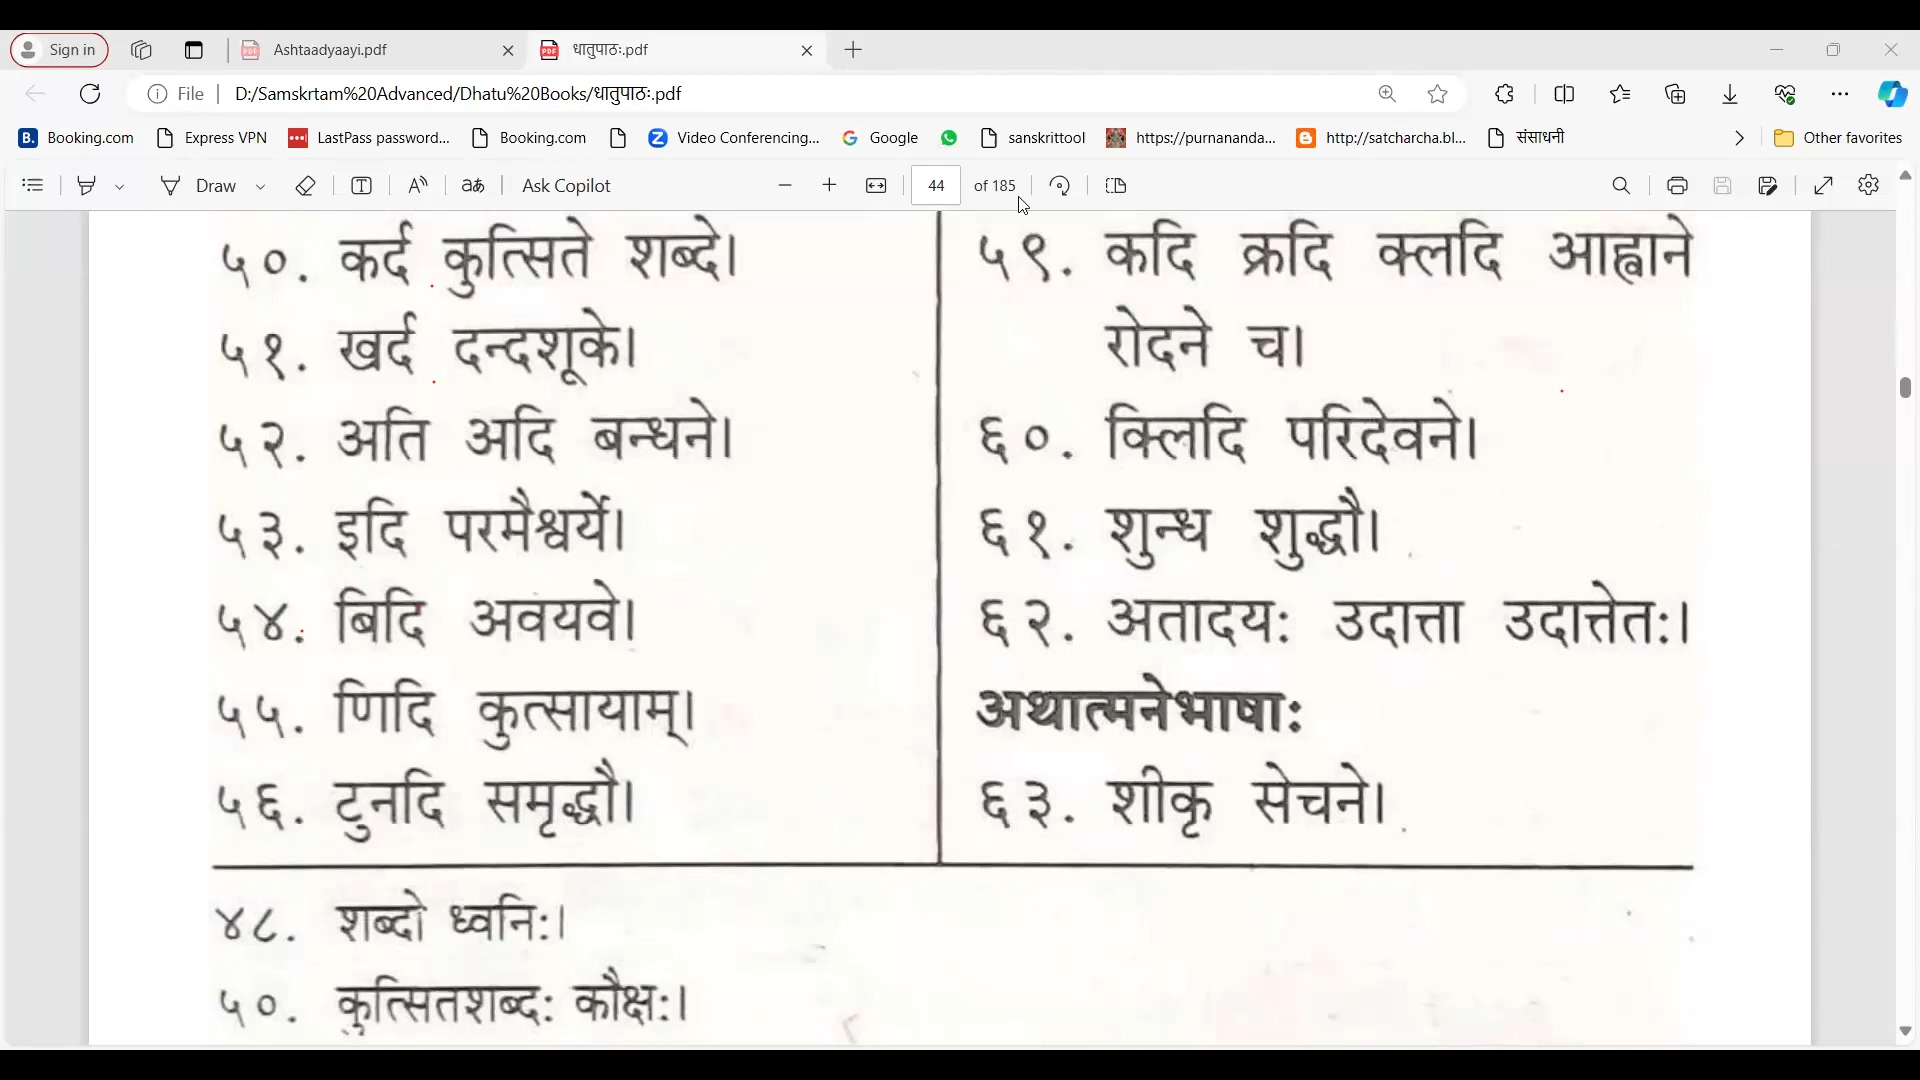 Sign in
Ashtaadyaayi.pdf
धातुपाठः.pdf
File
D:/Samskrtam%20Advanced/Dhatu%20Books/धातुपाठः.pdf
Booking.com
Express VPN
LastPass password...
Booking.com
Video Conferencing...
Google
sanskrittool
https://purnananda...
http://satcharcha.bl...
संसाधनी
Other favorites
Draw
Ask Copilot
44 of 185
५०. कर्द कुत्सिते शब्दे।
५१. खर्द दन्दशूके।
५२. अति अदि बन्धने।
५३. इदि परमैश्वर्ये।
५४. बिदि अवयवे।
५५. णिदि कुत्सायाम्।
५६. टुनदि समृद्धौ।
५९. कदि क्रदि क्लदि आह्वाने
रोदने च।
६०. क्लिदि परिदेवने।
६१. शुन्ध शुद्धौ।
६२. अतादयः उदात्ता उदात्तेतः।
अथात्मनेभाषाः
६३. शीकृ सेचने।
४८. शब्दो ध्वनिः।
५०. कुत्सितशब्दः कौक्षः।